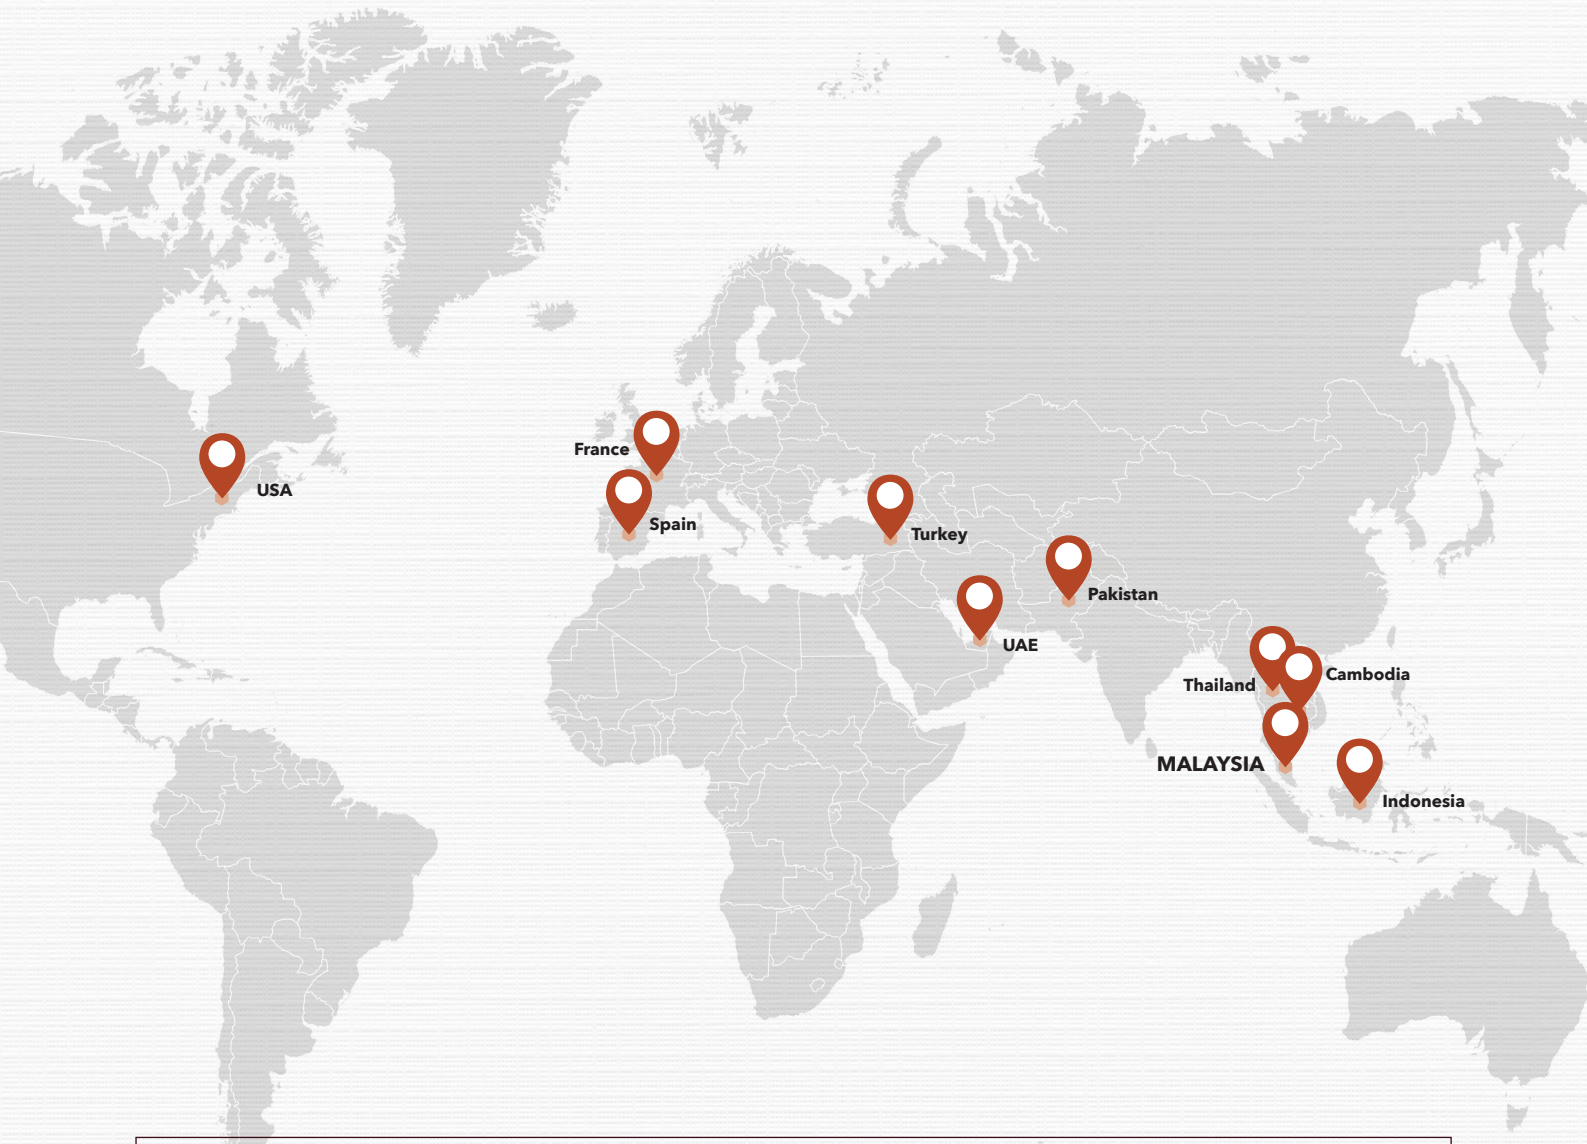 France
USA
Spain
Turkey
Pakistan
UAE
Cambodia
Thailand
MALAYSIA
Indonesia